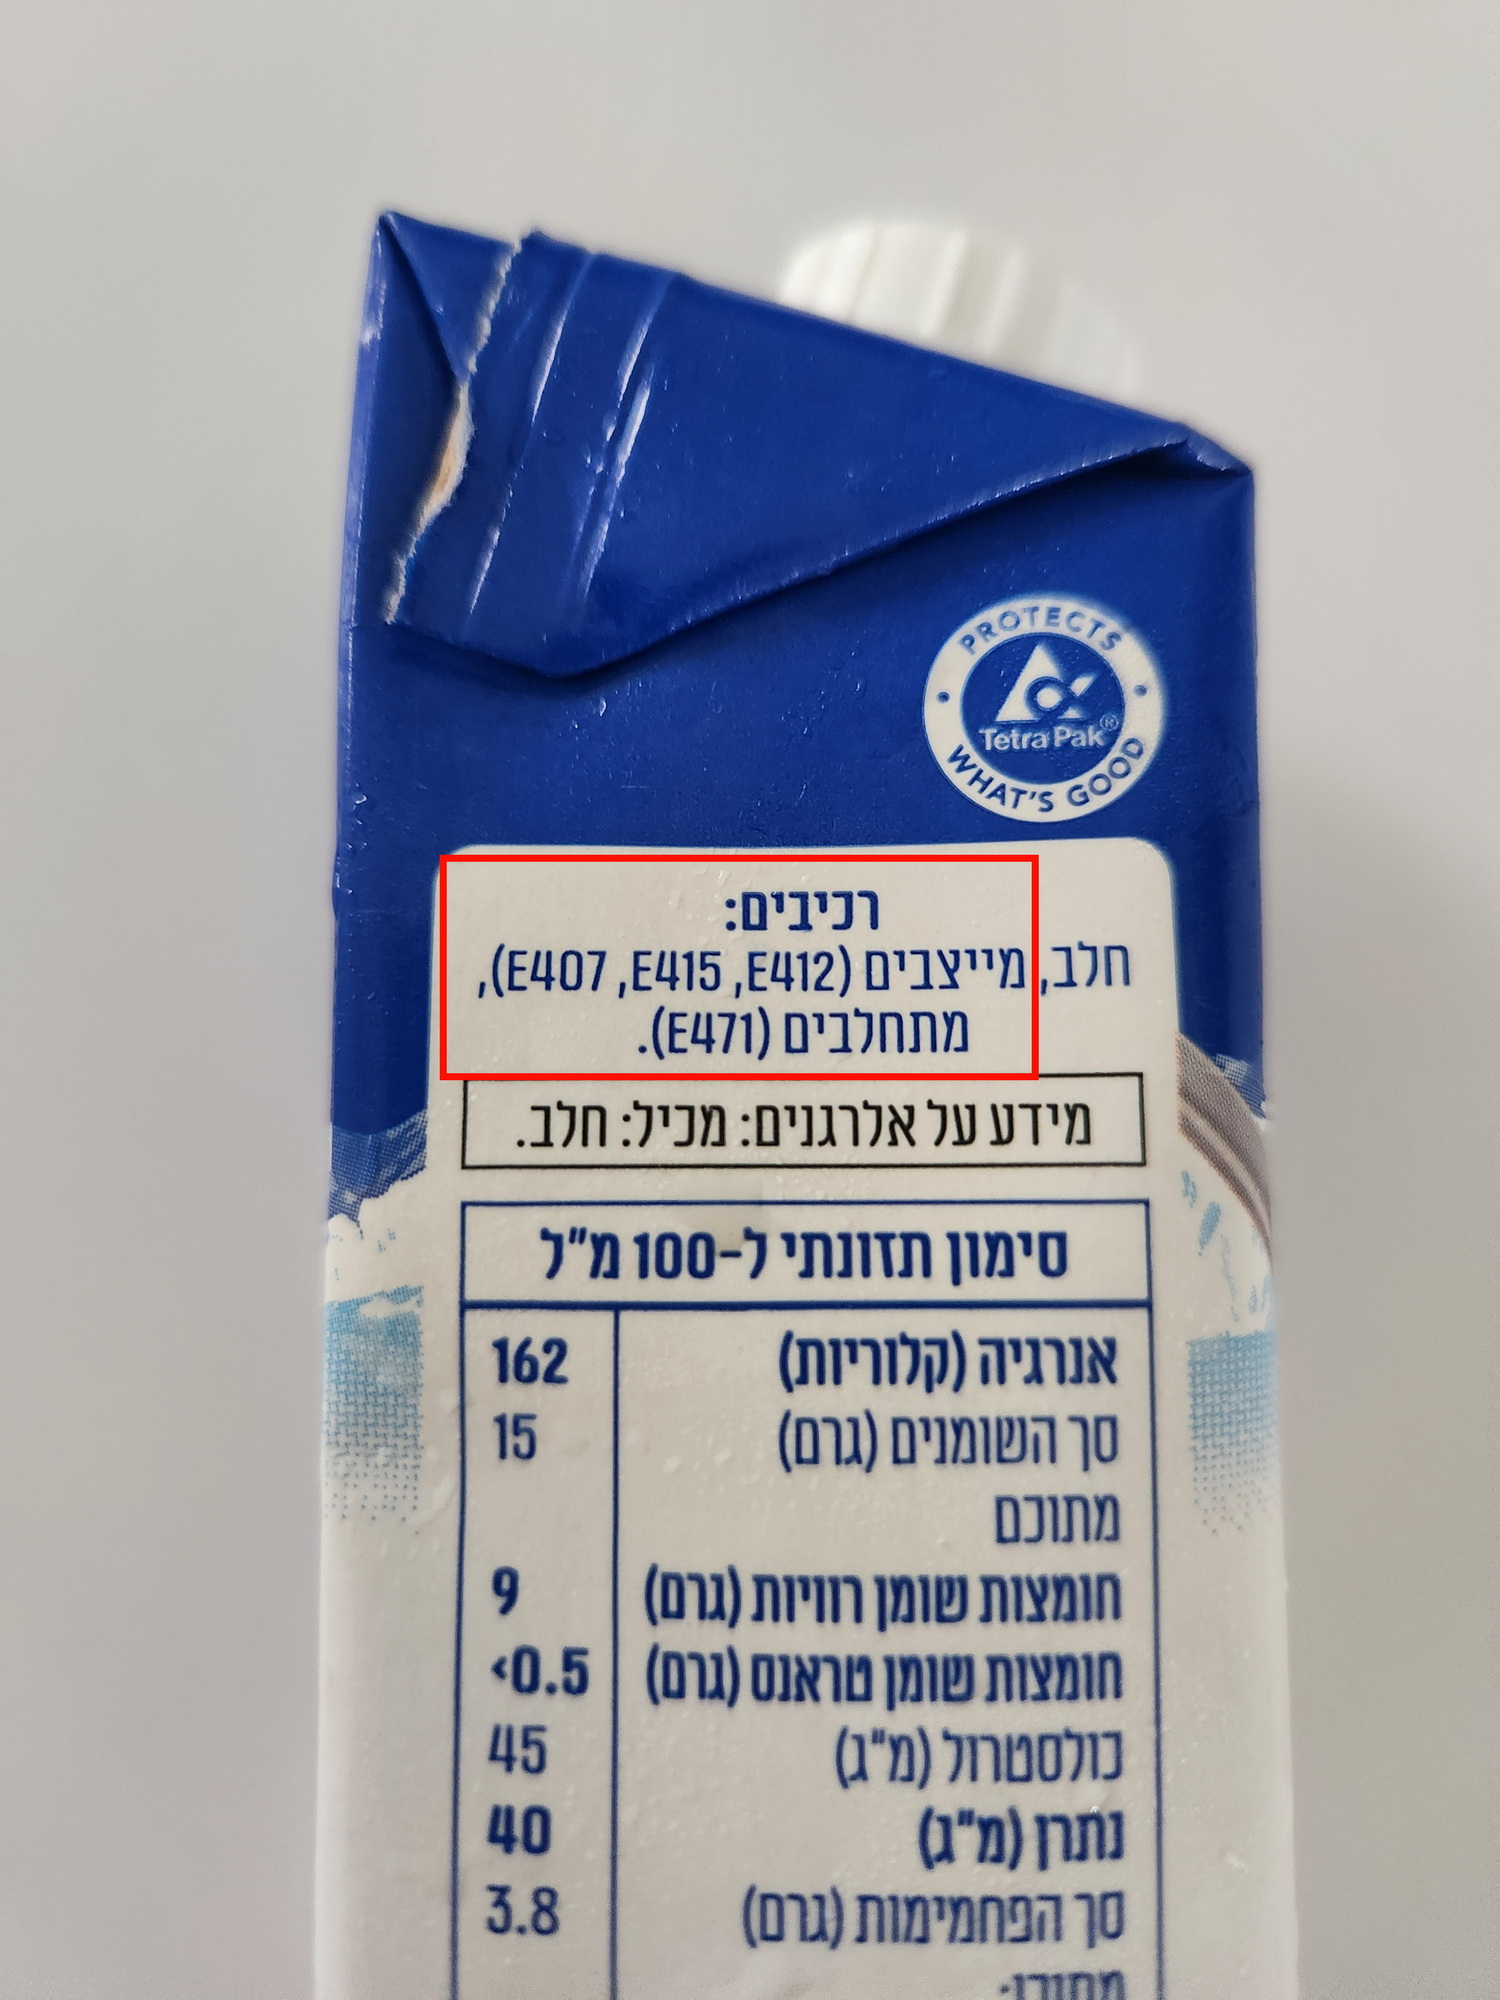 PROTECTS
Tetra Pak®
WHAT'S GOOD
רכיבים:
חלב, מייצבים (E412, E415, E407),
מתחלבים (E471).
מידע על אלרגנים: מכיל: חלב.
סימון תזונתי ל-100 מ"ל
אנרגיה (קלוריות) 162
סך השומנים (גרם) 15
מתוכם
חומצות שומן רוויות (גרם) 9
חומצות שומן טראנס (גרם) <0.5
כולסטרול (מ"ג) 45
נתרן (מ"ג) 40
סך הפחמימות (גרם) 3.8